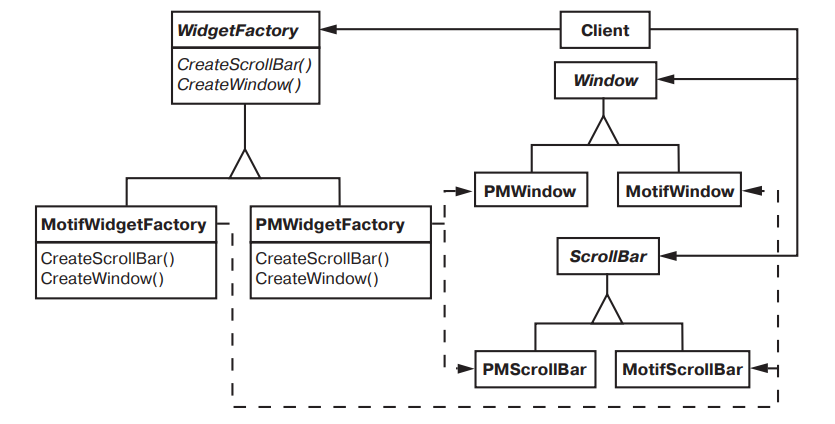 WidgetFactory
CreateScrollBar()
CreateWindow()
Client
Window
PMWindow
MotifWindow
MotifWidgetFactory
CreateScrollBar()
CreateWindow()
PMWidgetFactory
CreateScrollBar()
CreateWindow()
ScrollBar
PMScrollBar
MotifScrollBar